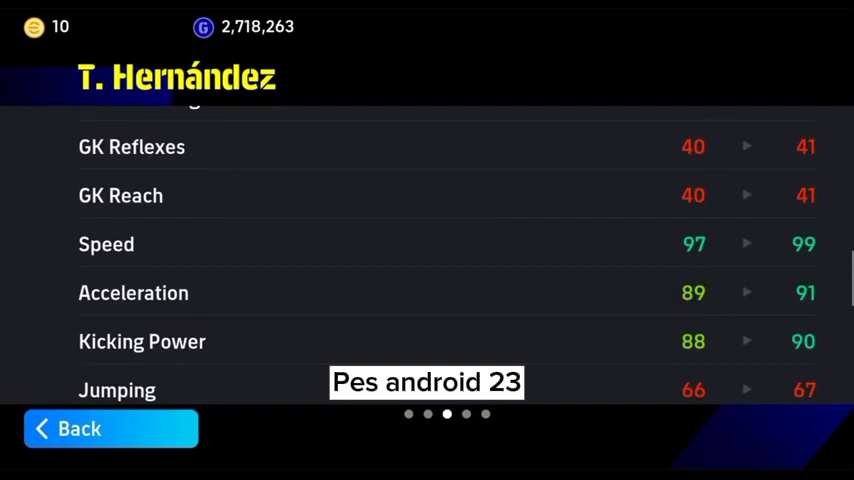 10
2,718,263
T. Hernández
GK Reflexes 40 41
GK Reach 40 41
Speed 97 99
Acceleration 89 91
Kicking Power 88 90
Jumping 66 67
Pes android 23
Back